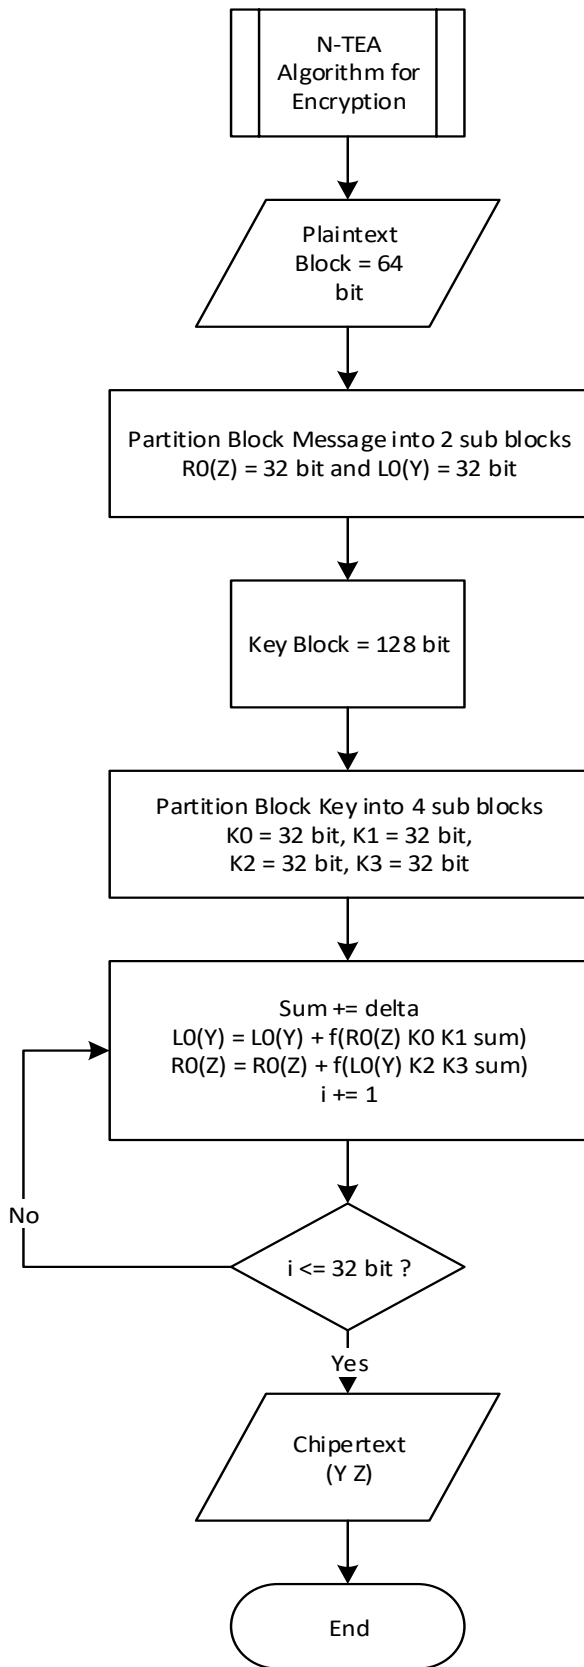 N-TEA
Algorithm for
Encryption
Plaintext
Block = 64
bit
Partition Block Message into 2 sub blocks
R0(Z) = 32 bit and L0(Y) = 32 bit
Key Block = 128 bit
Partition Block Key into 4 sub blocks
K0 = 32 bit, K1 = 32 bit,
K2 = 32 bit, K3 = 32 bit
Sum += delta
L0(Y) = L0(Y) + f(R0(Z) K0 K1 sum)
R0(Z) = R0(Z) + f(L0(Y) K2 K3 sum)
i += 1
No
i <= 32 bit ?
Yes
Chipertext
(Y Z)
End